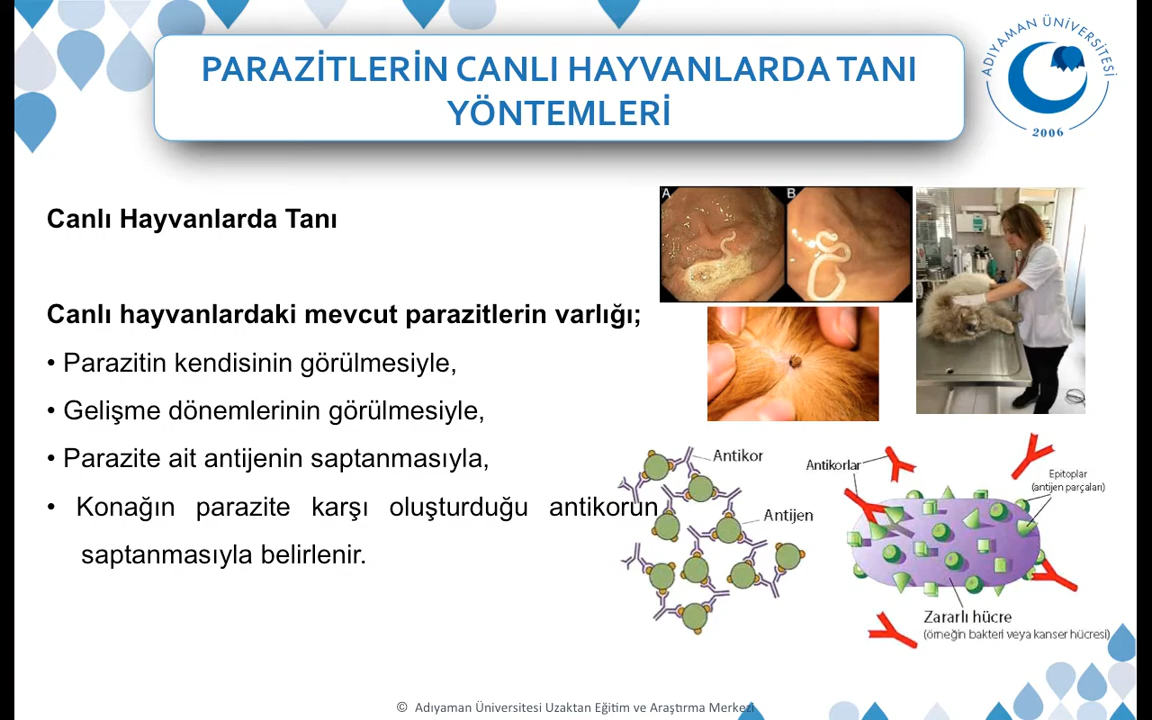 PARAZİTLERİN CANLI HAYVANLARDA TANI
YÖNTEMLERİ
ADIYAMAN ÜNİVERSİTESİ
2006
Canlı Hayvanlarda Tanı
Canlı hayvanlardaki mevcut parazitlerin varlığı;
• Parazitin kendisinin görülmesiyle,
• Gelişme dönemlerinin görülmesiyle,
• Parazite ait antijenin saptanmasıyla,
• Konağın parazite karşı oluşturduğu antikorun
saptanmasıyla belirlenir.
A
B
Antikor
Antijen
Antikorlar
Epitoplar
(antijen parçaları)
Zararlı hücre
(örneğin bakteri veya kanser hücresi)
© Adıyaman Üniversitesi Uzaktan Eğitim ve Araştırma Merkezi